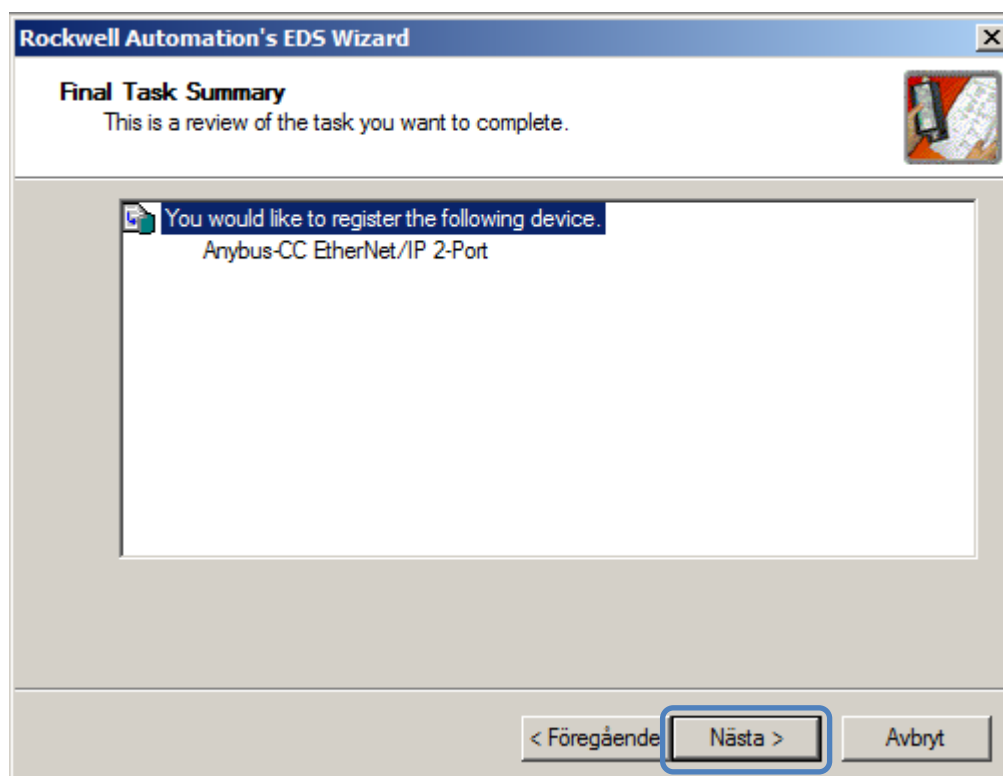 Rockwell Automation's EDS Wizard
Final Task Summary
This is a review of the task you want to complete.
You would like to register the following device.
Anybus-CC EtherNet/IP 2-Port
< Föregående Nästa > Avbryt